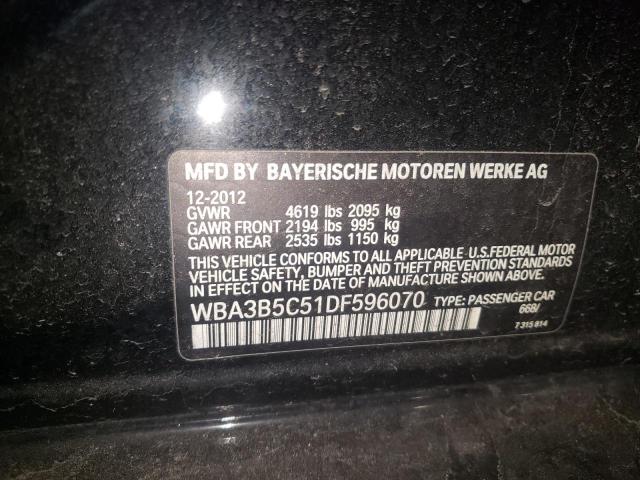 MFD BY BAYERISCHE MOTOREN WERKE AG
12-2012
GVWR 4619 lbs 2095 kg
GAWR FRONT 2194 lbs 995 kg
GAWR REAR 2535 lbs 1150 kg
THIS VEHICLE CONFORMS TO ALL APPLICABLE U.S.FEDERAL MOTOR
VEHICLE SAFETY, BUMPER AND THEFT PREVENTION STANDARDS
IN EFFECT ON THE DATE OF MANUFACTURE SHOWN ABOVE.
WBA3B5C51DF596070 TYPE: PASSENGER CAR
668/
7 315 814